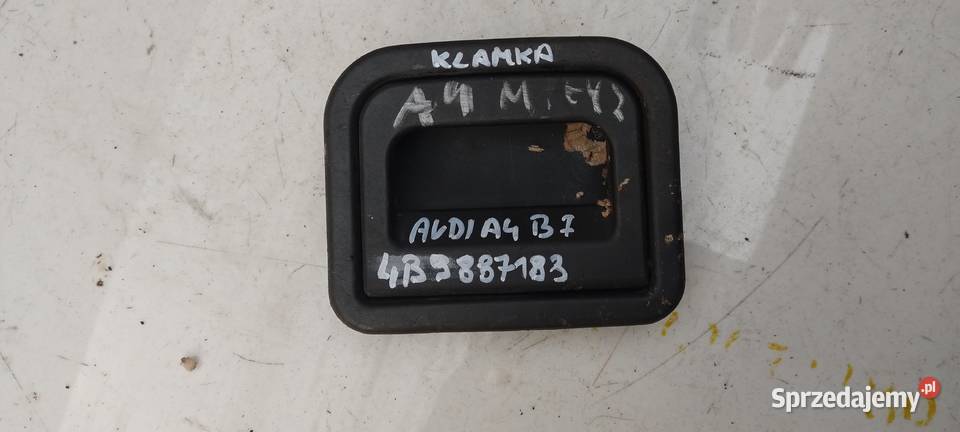 KLAMKA
A4
AUDI A4 B7
4B9887183
Sprzedajemy.pl